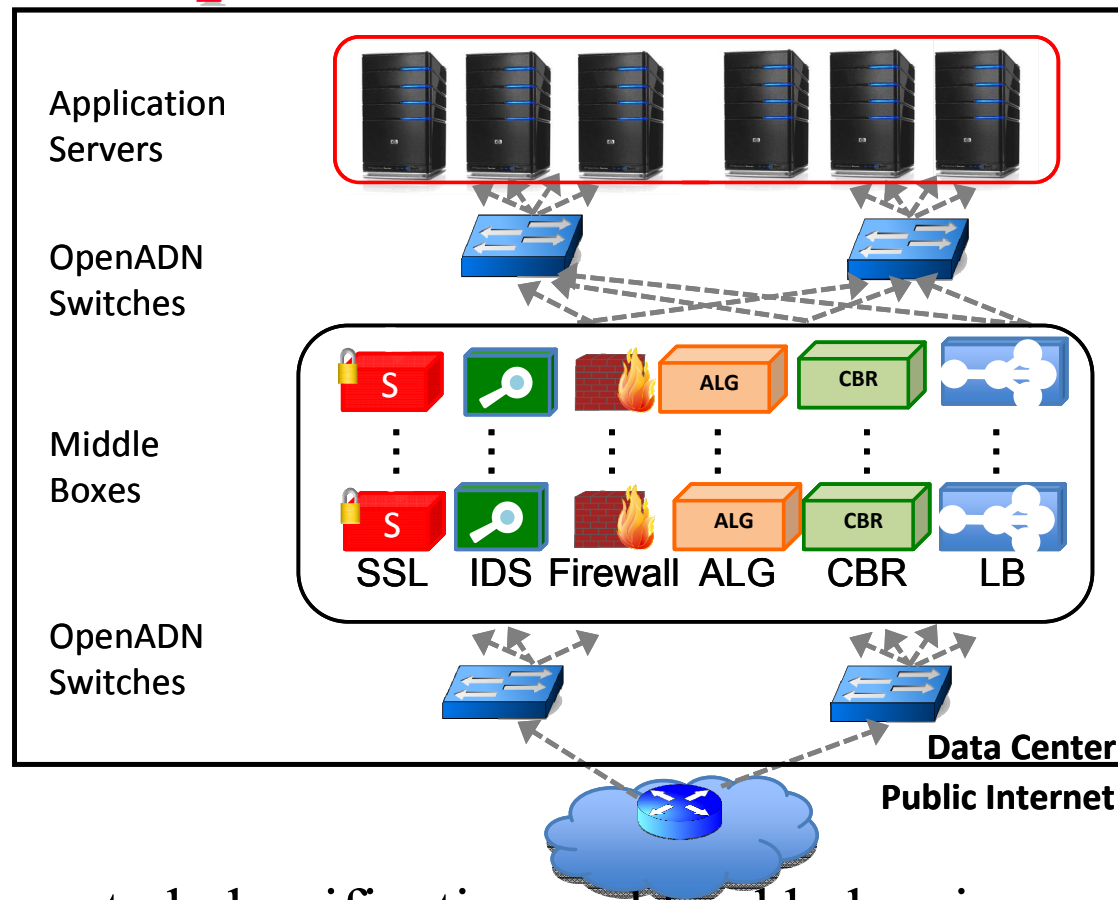 Application
Servers
OpenADN
Switches
S
ALG
CBR
Middle
Boxes
S
ALG
CBR
SSL IDS Firewall ALG CBR LB
OpenADN
Switches
Data Center
Public Internet